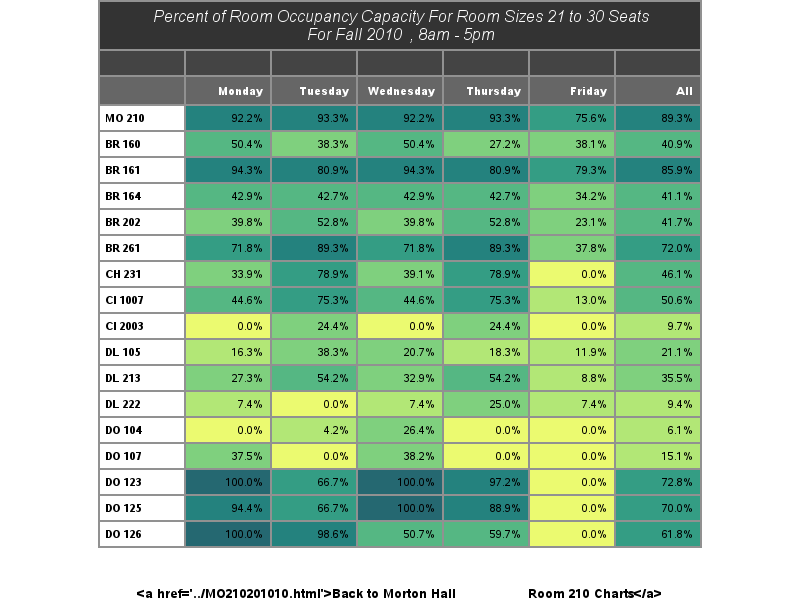 Percent of Room Occupancy Capacity For Room Sizes 21 to 30 Seats
For Fall 2010 , 8am - 5pm
Monday Tuesday Wednesday Thursday Friday All
MO 210 92.2% 93.3% 92.2% 93.3% 75.6% 89.3%
BR 160 50.4% 38.3% 50.4% 27.2% 38.1% 40.9%
BR 161 94.3% 80.9% 94.3% 80.9% 79.3% 85.9%
BR 164 42.9% 42.7% 42.9% 42.7% 34.2% 41.1%
BR 202 39.8% 52.8% 39.8% 52.8% 23.1% 41.7%
BR 261 71.8% 89.3% 71.8% 89.3% 37.8% 72.0%
CH 231 33.9% 78.9% 39.1% 78.9% 0.0% 46.1%
CI 1007 44.6% 75.3% 44.6% 75.3% 13.0% 50.6%
CI 2003 0.0% 24.4% 0.0% 24.4% 0.0% 9.7%
DL 105 16.3% 38.3% 20.7% 18.3% 11.9% 21.1%
DL 213 27.3% 54.2% 32.9% 54.2% 8.8% 35.5%
DL 222 7.4% 0.0% 7.4% 25.0% 7.4% 9.4%
DO 104 0.0% 4.2% 26.4% 0.0% 0.0% 6.1%
DO 107 37.5% 0.0% 38.2% 0.0% 0.0% 15.1%
DO 123 100.0% 66.7% 100.0% 97.2% 0.0% 72.8%
DO 125 94.4% 66.7% 100.0% 88.9% 0.0% 70.0%
DO 126 100.0% 98.6% 50.7% 59.7% 0.0% 61.8%
<a href='../MO210201010.html'>Back to Morton Hall Room 210 Charts</a>